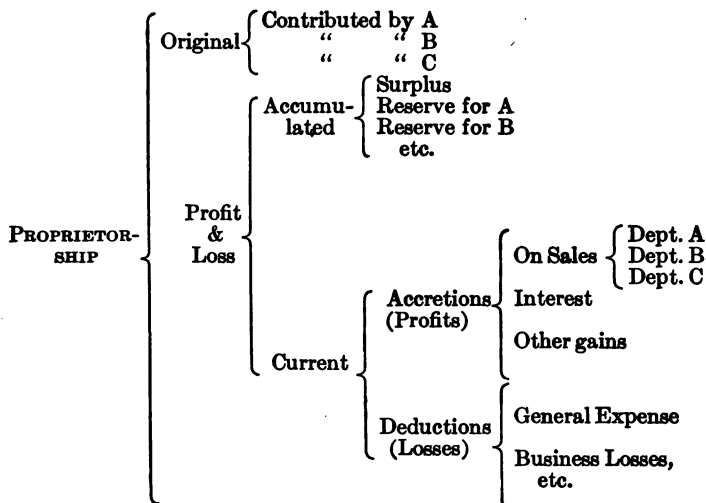 Original
Contributed by A
“ “ B
“ “ C
PROPRIETOR-
SHIP
Profit
&
Loss
Accumu-
lated
Surplus
Reserve for A
Reserve for B
etc.
Current
Accretions
(Profits)
On Sales
Dept. A
Dept. B
Dept. C
Interest
Other gains
Deductions
(Losses)
General Expense
Business Losses,
etc.